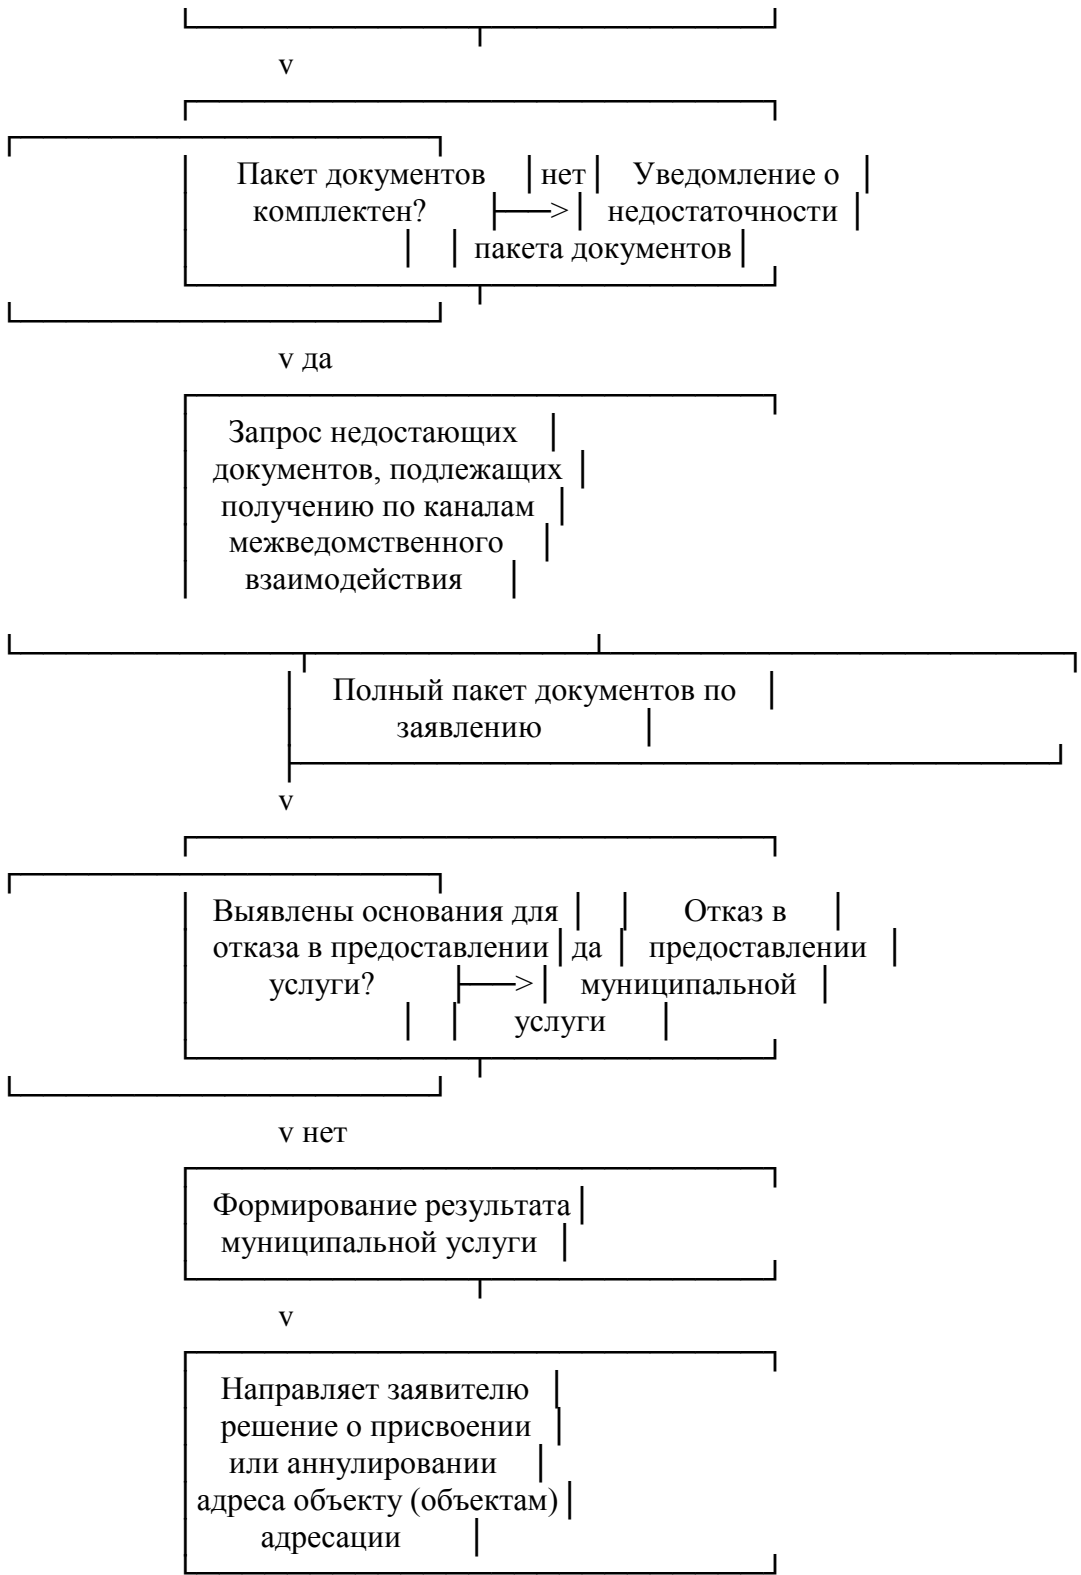 v
Пакет документов нет Уведомление о
комплектен? > недостаточности
пакета документов
v да
Запрос недостающих
документов, подлежащих
получению по каналам
межведомственного
взаимодействия
Полный пакет документов по
заявлению
v
Выявлены основания для Отказ в
отказа в предоставлении да предоставлении
услуги? > муниципальной
услуги
v нет
Формирование результата
муниципальной услуги
v
Направляет заявителю
решение о присвоении
или аннулировании
адреса объекту (объектам)
адресации